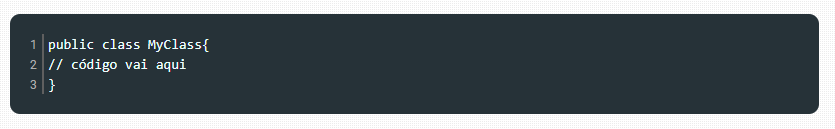 1 public class MyClass{
2 // código vai aqui
3 }